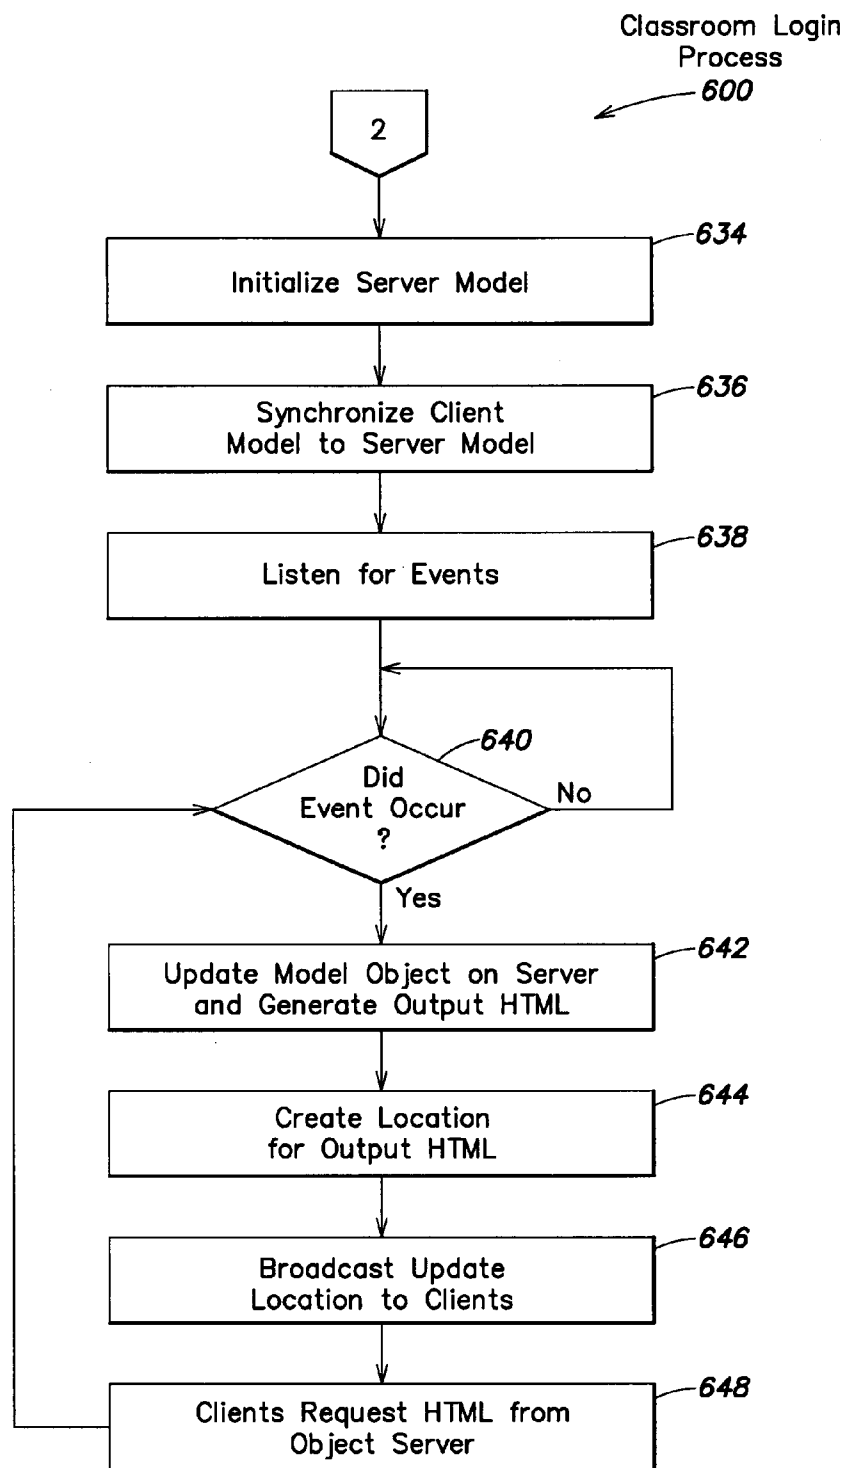 Classroom Login
Process
600
2
634
Initialize Server Model
636
Synchronize Client
Model to Server Model
638
Listen for Events
640
Did
Event Occur
?
No
Yes
642
Update Model Object on Server
and Generate Output HTML
644
Create Location
for Output HTML
646
Broadcast Update
Location to Clients
648
Clients Request HTML from
Object Server